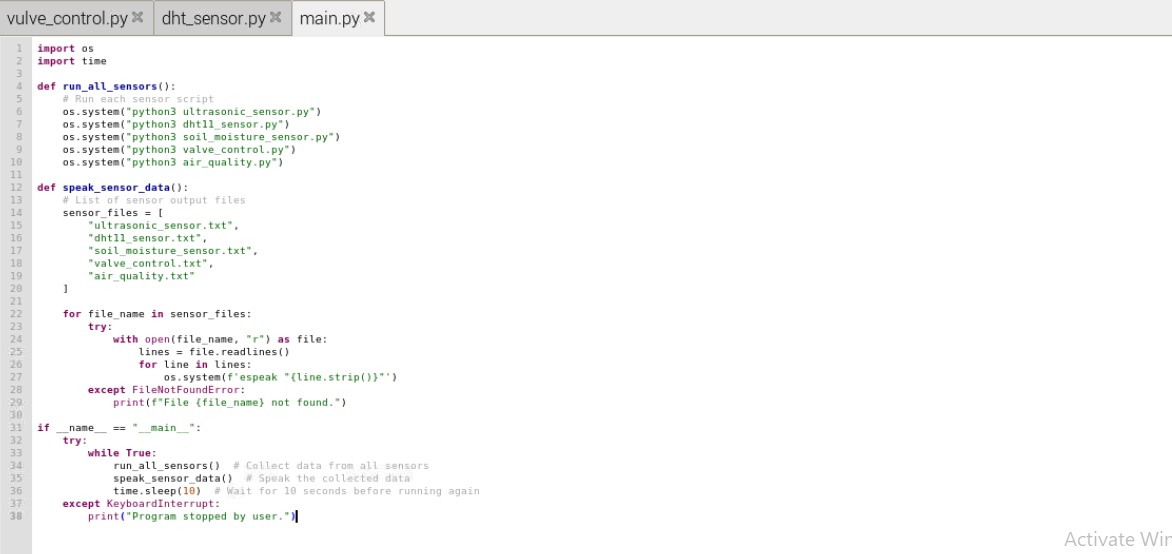 vulve_control.py dht_sensor.py main.py
1 import os
2 import time
3
4 def run_all_sensors():
5     # Run each sensor script
6     os.system("python3 ultrasonic_sensor.py")
7     os.system("python3 dht11_sensor.py")
8     os.system("python3 soil_moisture_sensor.py")
9     os.system("python3 valve_control.py")
10     os.system("python3 air_quality.py")
11
12 def speak_sensor_data():
13     # List of sensor output files
14     sensor_files = [
15         "ultrasonic_sensor.txt",
16         "dht11_sensor.txt",
17         "soil_moisture_sensor.txt",
18         "valve_control.txt",
19         "air_quality.txt"
20     ]
21
22     for file_name in sensor_files:
23         try:
24             with open(file_name, "r") as file:
25                 lines = file.readlines()
26                 for line in lines:
27                     os.system(f'espeak "{line.strip()}"')
28         except FileNotFoundError:
29             print(f"File {file_name} not found.")
30
31 if __name__ == "__main__":
32     try:
33         while True:
34             run_all_sensors()  # Collect data from all sensors
35             speak_sensor_data()  # Speak the collected data
36             time.sleep(10)  # Wait for 10 seconds before running again
37     except KeyboardInterrupt:
38         print("Program stopped by user.")
Activate Win